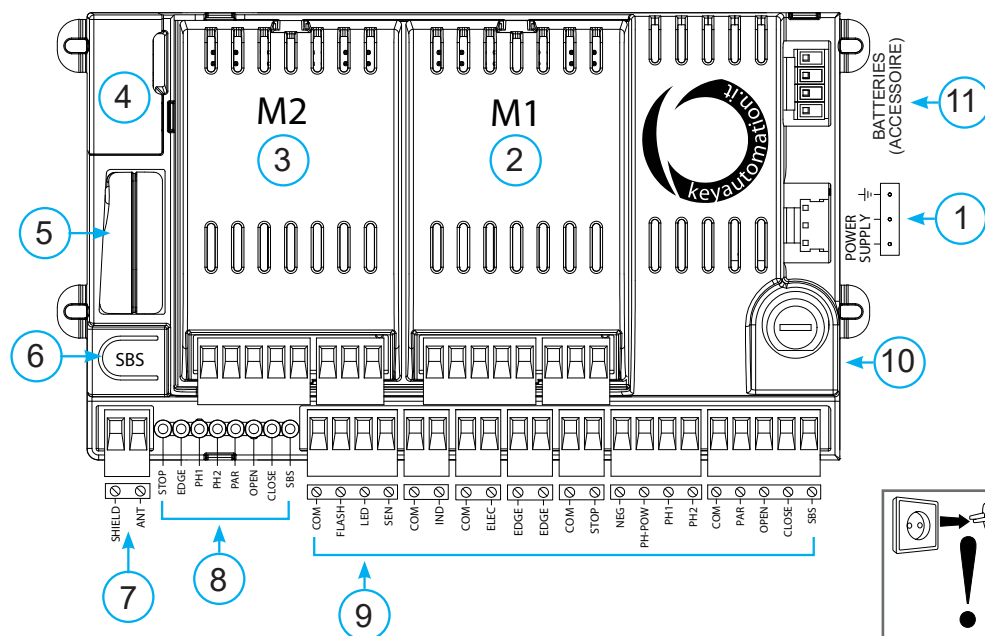 4
M2
3
M1
2
keyautomation.it
BATTERIES
(ACCESSOIRE)
11
POWER
SUPPLY
1
5
6
SBS
10
SHIELD
ANT
7
STOP
EDGE
PH1
PH2
PAR
OPEN
CLOSE
SBS
8
COM
FLASH
LED
SEN
COM
IND
COM
ELEC-
EDGE
EDGE
COM
STOP
NEG
PH-POW
PH1
PH2
COM
PAR
OPEN
CLOSE
SBS
9
!